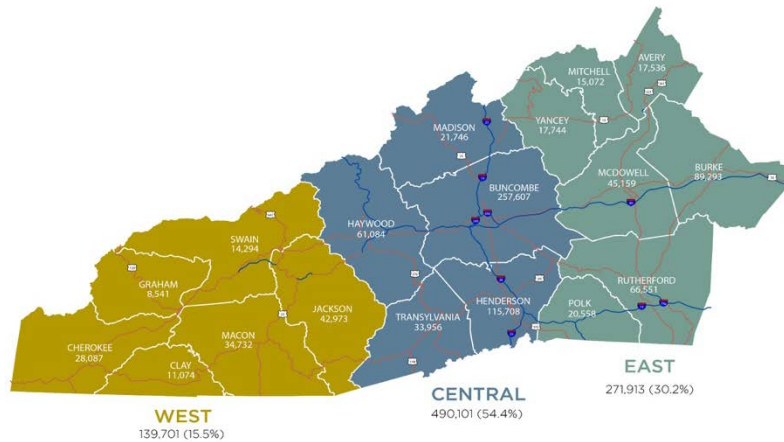 AVERY
17,536
MITCHELL
15,072
YANCEY
17,744
MADISON
21,746
MCDOWELL
45,159
BURKE
89,293
BUNCOMBE
257,607
HAYWOOD
61,084
SWAIN
14,294
GRAHAM
8,541
RUTHERFORD
66,551
HENDERSON
115,708
POLK
20,558
JACKSON
42,973
TRANSYLVANIA
33,956
MACON
34,732
CHEROKEE
28,087
CLAY
11,074
EAST
271,913 (30.2%)
CENTRAL
490,101 (54.4%)
WEST
139,701 (15.5%)